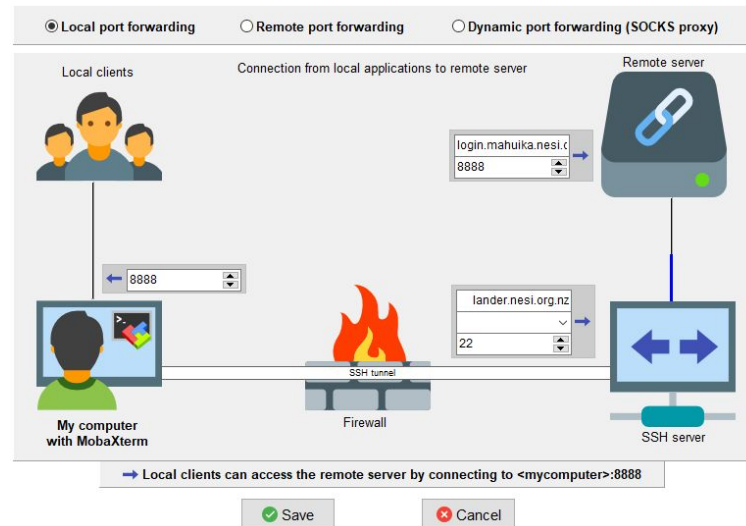 Local port forwarding
Remote port forwarding
Dynamic port forwarding (SOCKS proxy)
Local clients
Connection from local applications to remote server
Remote server
login.mahuika.nesi.
8888
8888
lander.nesi.org.nz
22
SSH tunnel
Firewall
My computer
with MobaXterm
SSH server
Local clients can access the remote server by connecting to <mycomputer>:8888
Save
Cancel